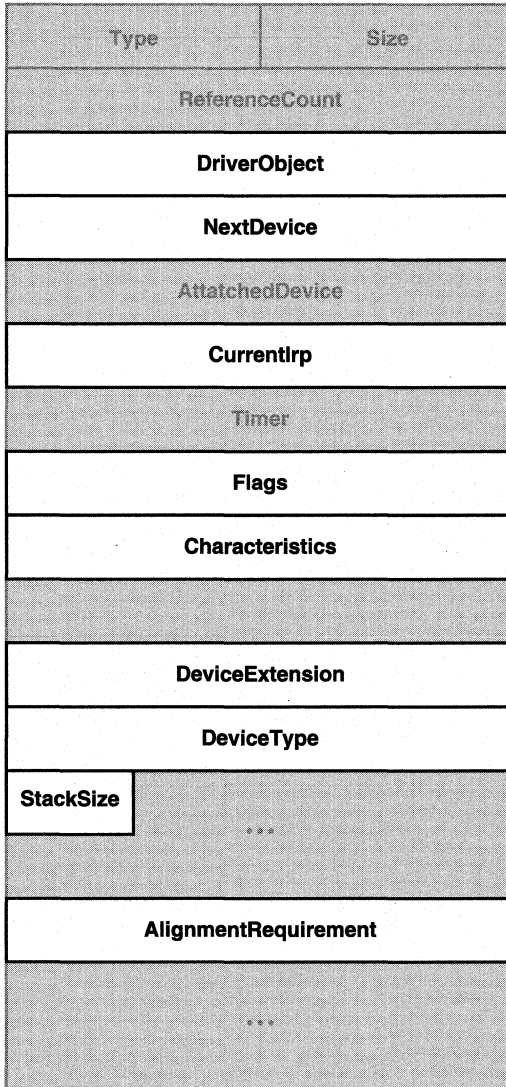 Type Size
ReferenceCount
DriverObject
NextDevice
AttatchedDevice
CurrentIrp
Timer
Flags
Characteristics
DeviceExtension
DeviceType
StackSize
...
AlignmentRequirement
...